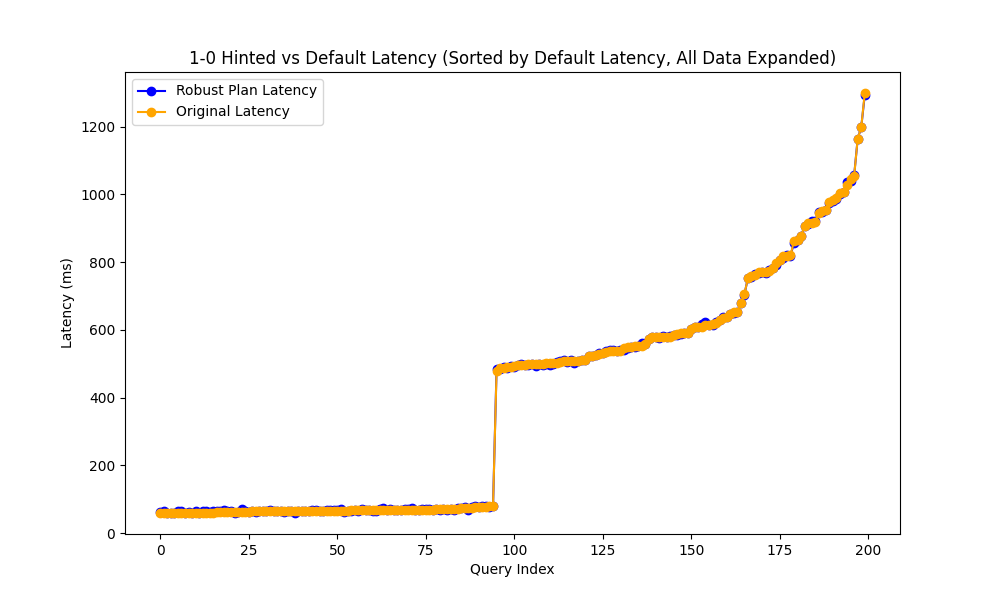 1-0 Hinted vs Default Latency (Sorted by Default Latency, All Data Expanded)
Robust Plan Latency
Original Latency
Latency (ms)
1200
1000
800
600
400
200
0
0 25 50 75 100 125 150 175 200
Query Index